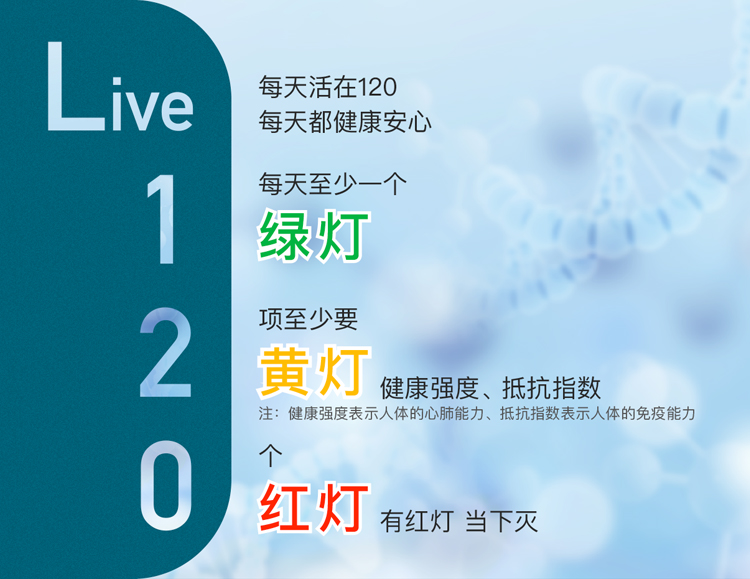 Live
每天活在120
每天都健康安心
1
每天至少一个
绿灯
2
项至少要
黄灯 健康强度、抵抗指数
注：健康强度表示人体的心肺能力、抵抗指数表示人体的免疫能力
0
个
红灯 有红灯 当下灭